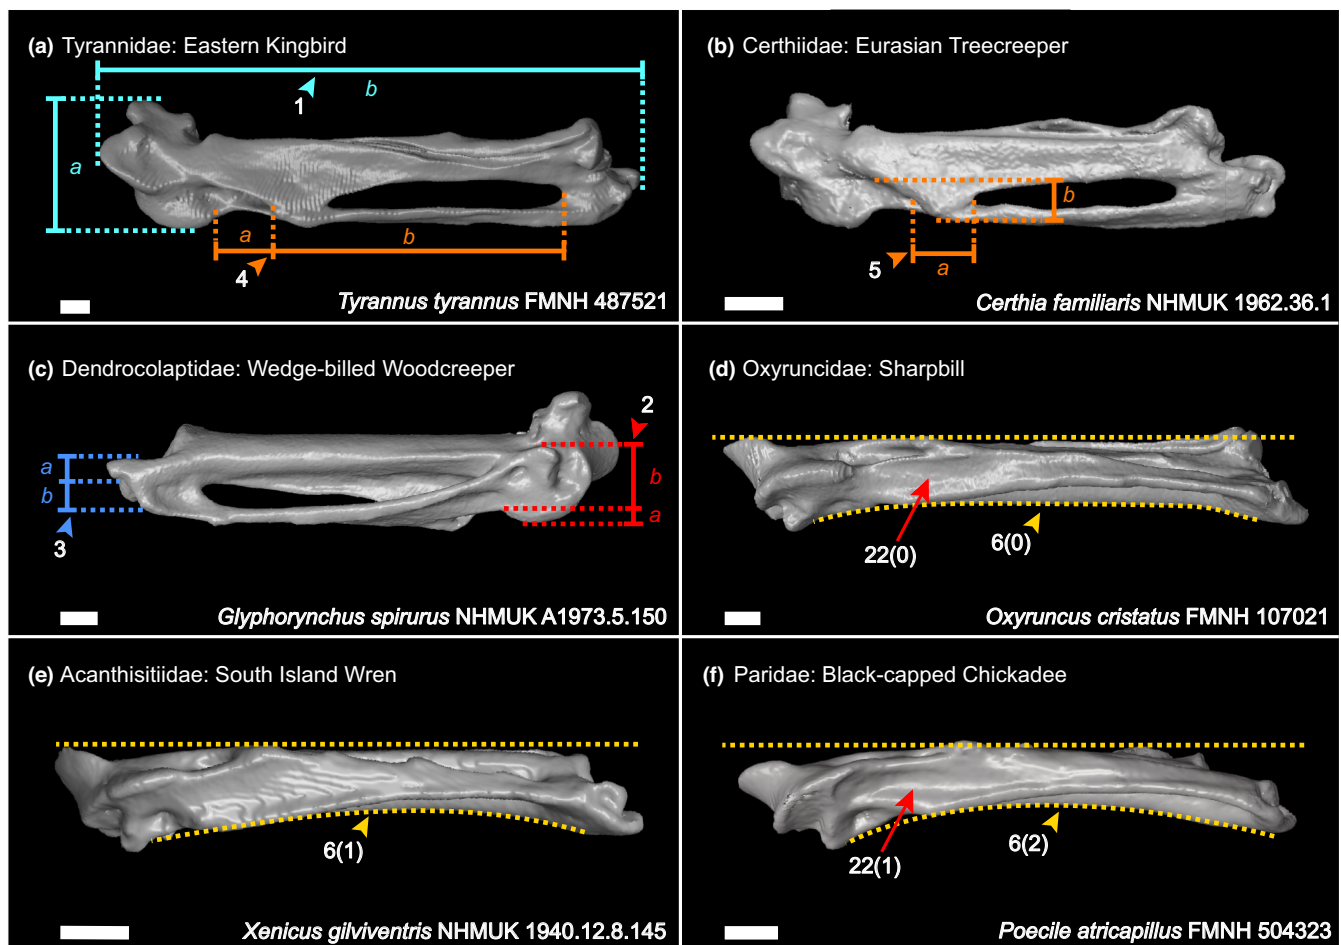 (a) Tyrannidae: Eastern Kingbird
b
1
a
a
b
4
Tyrannus tyrannus FMNH 487521
(b) Certhiidae: Eurasian Treecreeper
b
5
a
Certhia familiaris NHMUK 1962.36.1
(c) Dendrocolaptidae: Wedge-billed Woodcreeper
2
a
b
b
a
3
Glyphorynchus spirurus NHMUK A1973.5.150
(d) Oxyruncidae: Sharpbill
22(0)
6(0)
Oxyruncus cristatus FMNH 107021
(e) Acanthisitiidae: South Island Wren
6(1)
Xenicus gilviventris NHMUK 1940.12.8.145
(f) Paridae: Black-capped Chickadee
22(1)
6(2)
Poecile atricapillus FMNH 504323